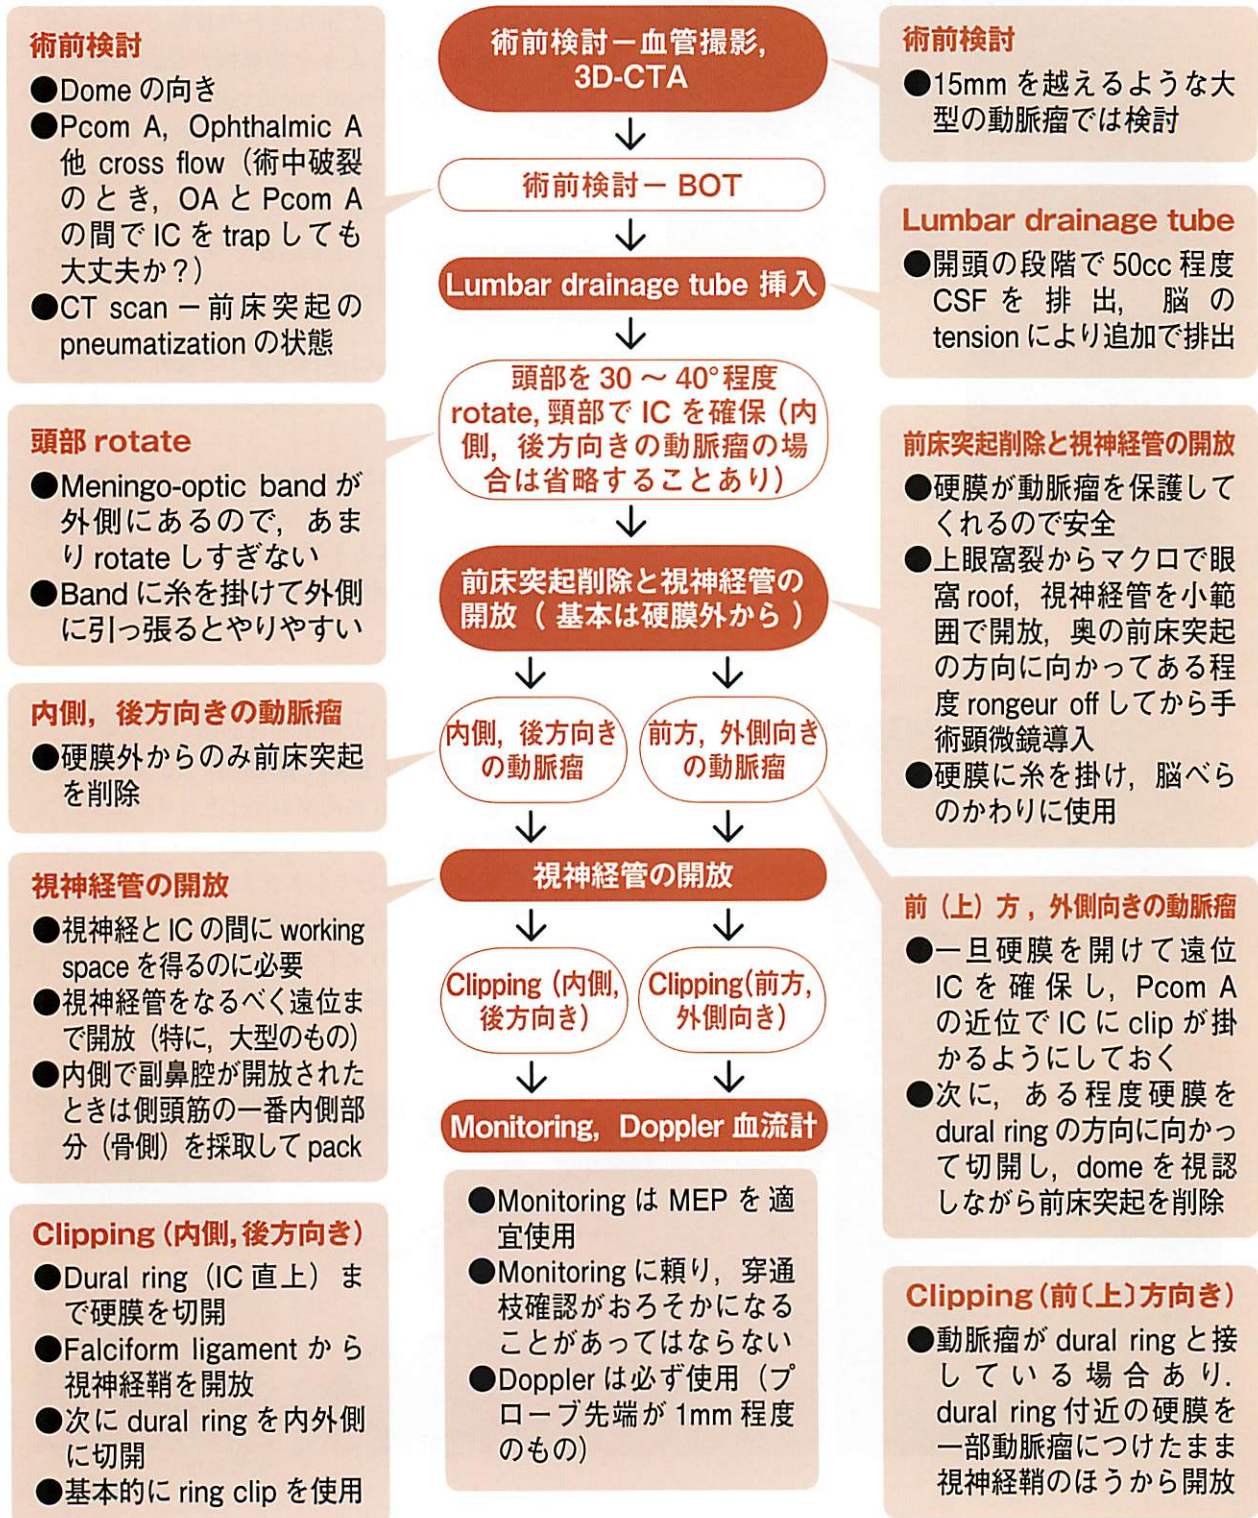 術前検討
●Dome の向き
●Pcom A, Ophthalmic A
他 cross flow（術中破裂
のとき，OA と Pcom A
の間で IC を trap しても
大丈夫か？）
●CT scan －前床突起の
pneumatization の状態
頭部 rotate
●Meningo-optic band が
外側にあるので，あま
り rotate しすぎない
●Band に糸を掛けて外側
に引っ張るとやりやすい
内側，後方向きの動脈瘤
●硬膜外からのみ前床突起
を削除
視神経管の開放
●視神経と IC の間に working
space を得るのに必要
●視神経管をなるべく遠位ま
で開放（特に，大型のもの）
●内側で副鼻腔が開放された
ときは側頭筋の一番内側部
分（骨側）を採取して pack
Clipping（内側，後方向き）
●Dural ring（IC 直上）ま
で硬膜を切開
●Falciform ligament から
視神経鞘を開放
●次に dural ring を内外側
に切開
●基本的に ring clip を使用
術前検討－血管撮影，
3D-CTA
術前検討－ BOT
Lumbar drainage tube 挿入
頭部を 30 ～ 40°程度
rotate, 頸部で IC を確保（内
側，後方向きの動脈瘤の場
合は省略することあり）
前床突起削除と視神経管の
開放（ 基本は硬膜外から ）
内側，後方向き
の動脈瘤
前方，外側向き
の動脈瘤
視神経管の開放
Clipping（内側，
後方向き）
Clipping（前方，
外側向き）
Monitoring，Doppler 血流計
●Monitoring は MEP を適
宜使用
●Monitoring に頼り，穿通
枝確認がおろそかになる
ことがあってはならない
●Doppler は必ず使用（プ
ローブ先端が 1mm 程度
のもの）
術前検討
●15mm を越えるような大
型の動脈瘤では検討
Lumbar drainage tube
●開頭の段階で 50cc 程度
CSF を排出，脳の
tension により追加で排出
前床突起削除と視神経管の開放
●硬膜が動脈瘤を保護して
くれるので安全
●上眼窩裂からマクロで眼
窩 roof，視神経管を小範
囲で開放，奥の前床突起
の方向に向かってある程
度 rongeur off してから手
術顕微鏡導入
●硬膜に糸を掛け，脳べら
のかわりに使用
前（上）方，外側向きの動脈瘤
●一旦硬膜を開けて遠位
IC を確保し，Pcom A
の近位で IC に clip が掛
かるようにしておく
●次に，ある程度硬膜を
dural ring の方向に向かっ
て切開し，dome を視認
しながら前床突起を削除
Clipping（前〔上〕方向き）
●動脈瘤が dural ring と接
している場合あり．
dural ring 付近の硬膜を
一部動脈瘤につけたまま
視神経鞘のほうから開放